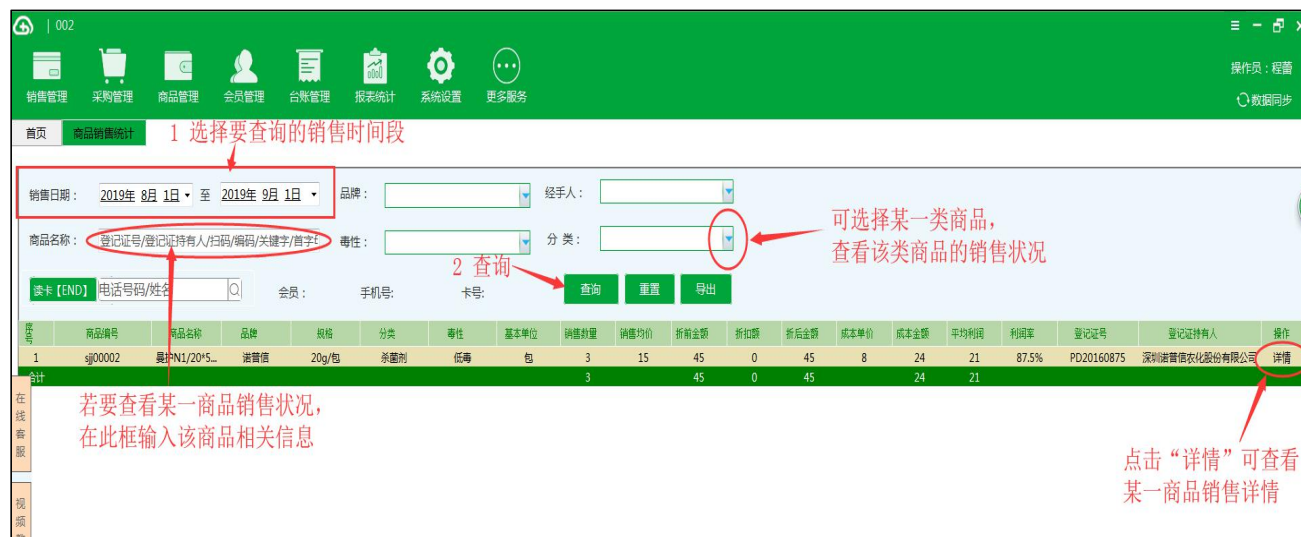 002
操作员：程蕾
销售管理 采购管理 商品管理 会员管理 台账管理 报表统计 系统设置 更多服务
数据同步
首页 商品销售统计
1 选择要查询的销售时间段
销售日期： 2019年 8月 1日 至 2019年 9月 1日 品牌： 经手人：
商品名称： 登记证号/登记证持有人/扫码/编码/关键字/首字母 毒性： 分 类：
可选择某一类商品，
查看该类商品的销售状况
2 查询
读卡【END】 电话号码/姓名 会员： 手机号: 卡号: 查询 重置 导出
序号 商品编号 商品名称 品牌 规格 分类 毒性 基本单位 销售数量 销售均价 折前金额 折扣额 折后金额 成本单价 成本金额 平均利润 利润率 登记证号 登记证持有人 操作
1 sjj00002 曼护N1/20*5... 诺普信 20g/包 杀菌剂 低毒 包 3 15 45 0 45 8 24 21 87.5% PD20160875 深圳诺普信农化股份有限公司 详情
合计 3 45 0 45 24 21
若要查看某一商品销售状况，
在此框输入该商品相关信息
在线客服
点击“详情”可查看
某一商品销售详情
视频